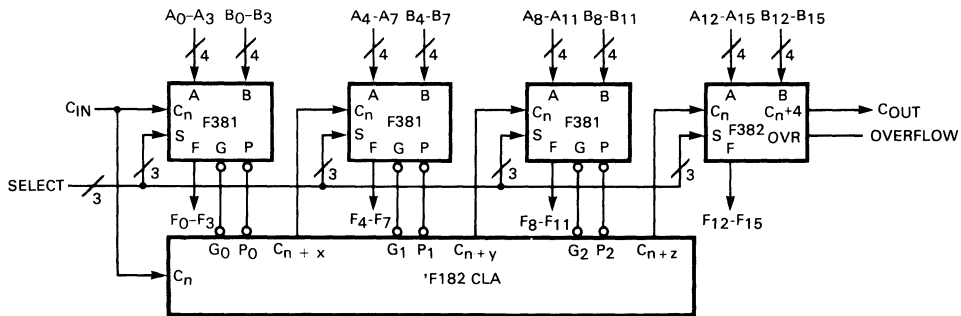 A0–A3 B0–B3 A4–A7 B4–B7 A8–A11 B8–B11 A12–A15 B12–B15
4 4 4 4 4 4 4 4
A B A B A B A B
CIN Cn F381 Cn F381 Cn F381 Cn Cn+4 COUT
S S S S F382 OVR OVERFLOW
F G P F G P F G P F
3 3
SELECT 3
F0–F3 F4–F7 F8–F11 F12–F15
G0 P0 Cn + x G1 P1 Cn+y G2 P2 Cn+z
Cn 'F182 CLA